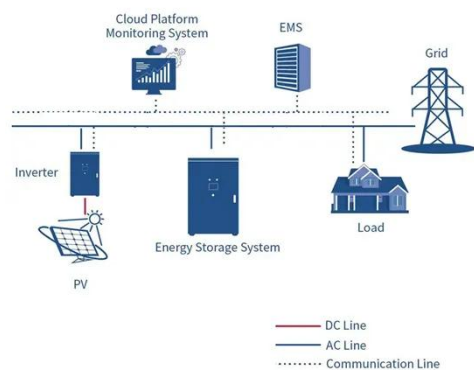 Cloud Platform
Monitoring System
EMS
Grid
Inverter
Energy Storage System
Load
PV
DC Line
AC Line
Communication Line